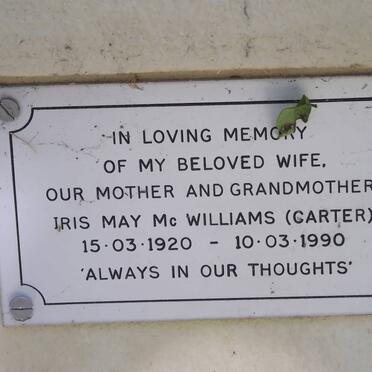 IN LOVING MEMORY
OF MY BELOVED WIFE,
OUR MOTHER AND GRANDMOTHER
IRIS MAY Mc WILLIAMS (CARTER)
15·03·1920 - 10·03·1990
'ALWAYS IN OUR THOUGHTS'